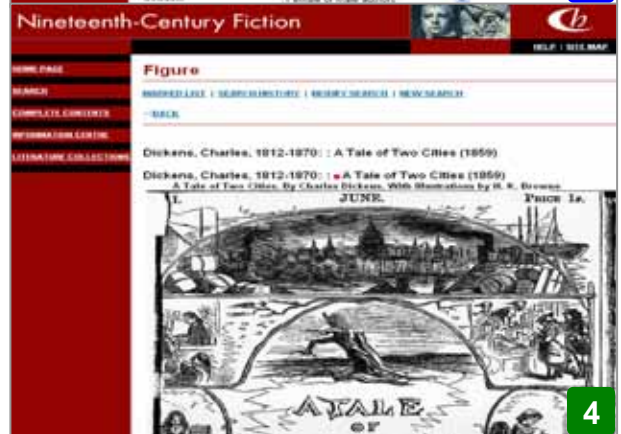 Nineteenth-Century Fiction
HELP | SITE MAP
HOME PAGE
SEARCH
COMPLETE CONTENTS
INFORMATION CENTRE
LITERATURE COLLECTIONS
Figure
MARKED LIST | SEARCH HISTORY | MODIFY SEARCH | NEW SEARCH
BACK
Dickens, Charles, 1812-1870: : A Tale of Two Cities (1859)
Dickens, Charles, 1812-1870: : A Tale of Two Cities (1859)
A Tale of Two Cities. By Charles Dickens. With Illustrations by H. K. Browne
I. JUNE. PRICE 1s.
A TALE
OF
4